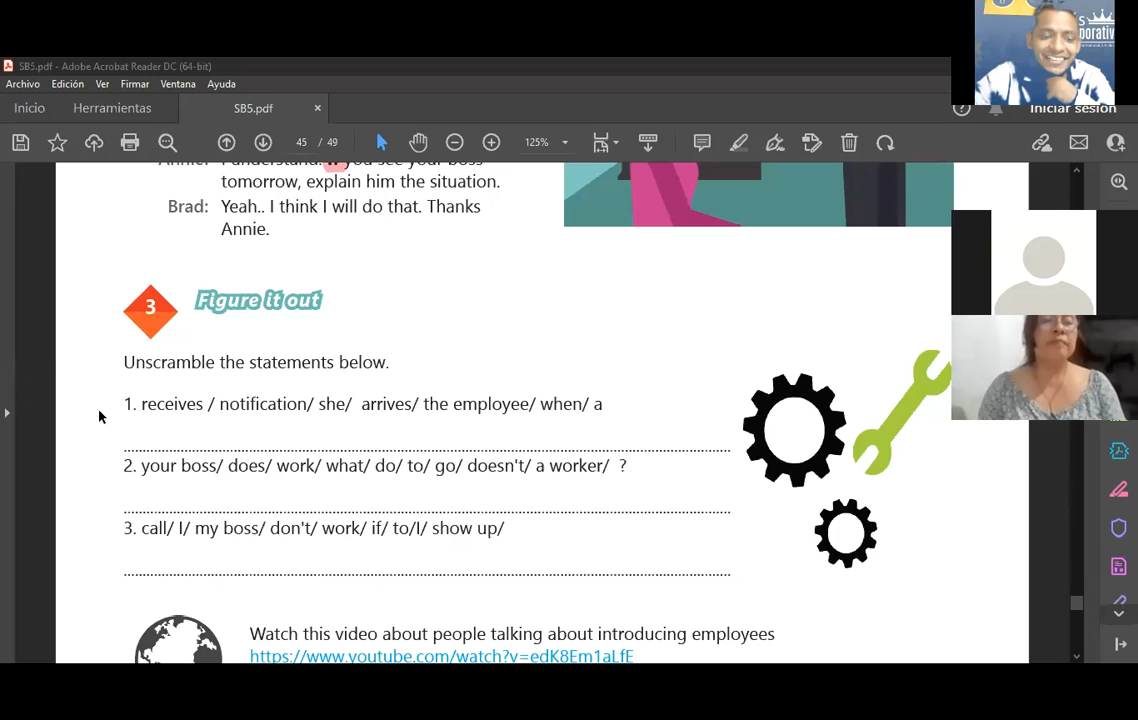 SB5.pdf - Adobe Acrobat Reader DC (64-bit)
Archivo Edición Ver Firmar Ventana Ayuda
Inicio Herramientas SB5.pdf × Iniciar sesión
45 / 49 125%
you see your boss
tomorrow, explain him the situation.
Brad: Yeah.. I think I will do that. Thanks
Annie.
3 Figure it out
Unscramble the statements below.
1. receives / notification/ she/ arrives/ the employee/ when/ a
2. your boss/ does/ work/ what/ do/ to/ go/ doesn't/ a worker/ ?
3. call/ I/ my boss/ don't/ work/ if/ to/I/ show up/
Watch this video about people talking about introducing employees
https://www.youtube.com/watch?v=edK8Em1aLfE